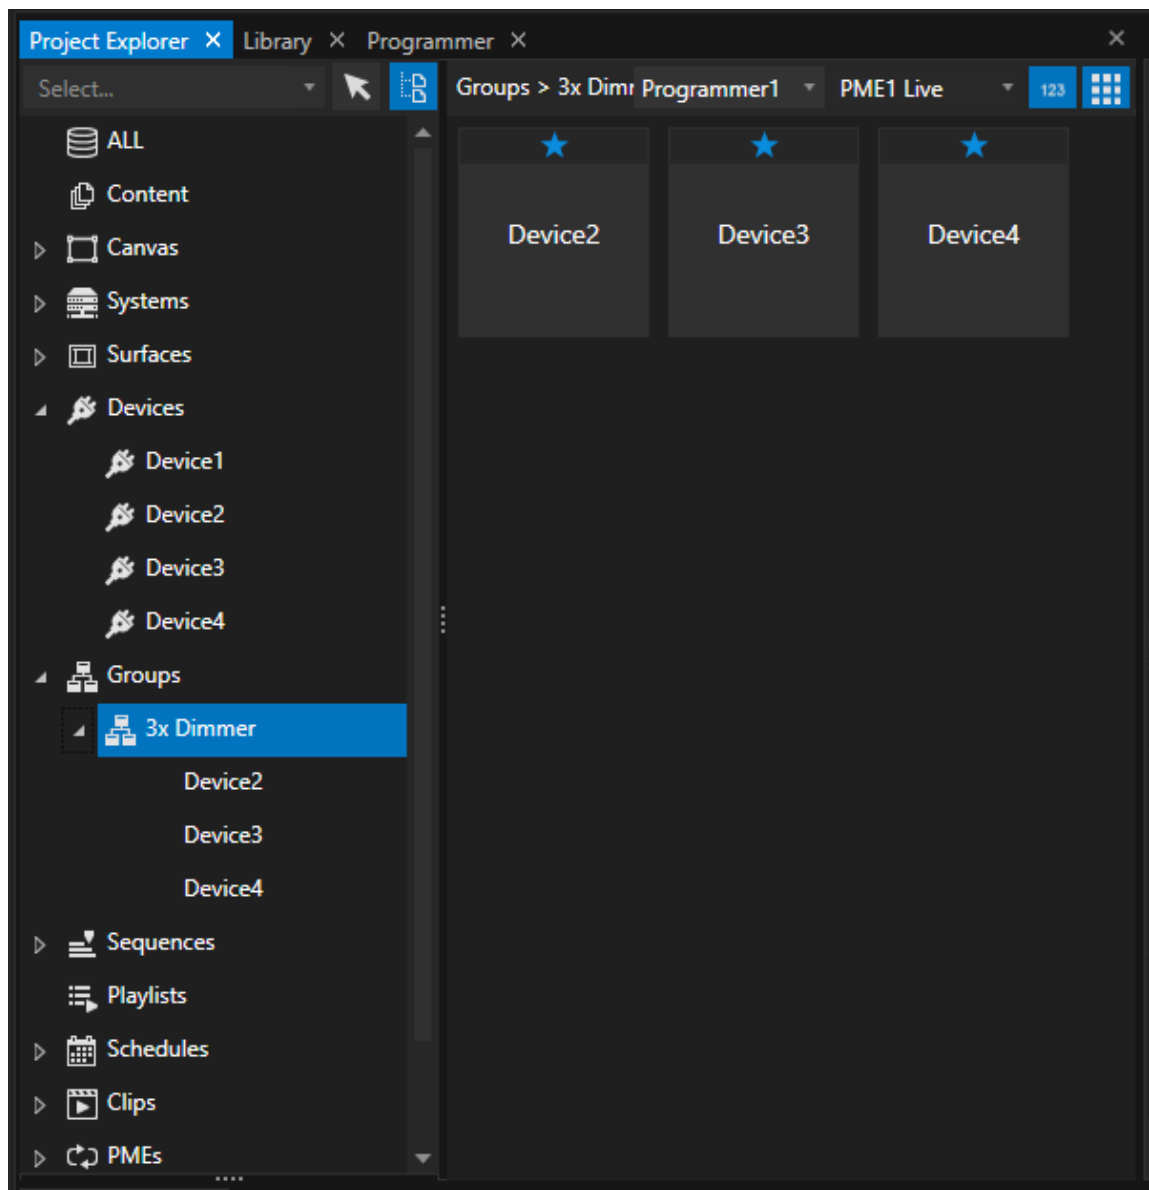 Project Explorer Library Programmer
Select... Groups > 3x Dimr Programmer1 PME1 Live 123
ALL
Content
Canvas
Systems
Surfaces
Devices
Device1
Device2
Device3
Device4
Groups
3x Dimmer
Device2
Device3
Device4
Sequences
Playlists
Schedules
Clips
PMEs
Device2 Device3 Device4